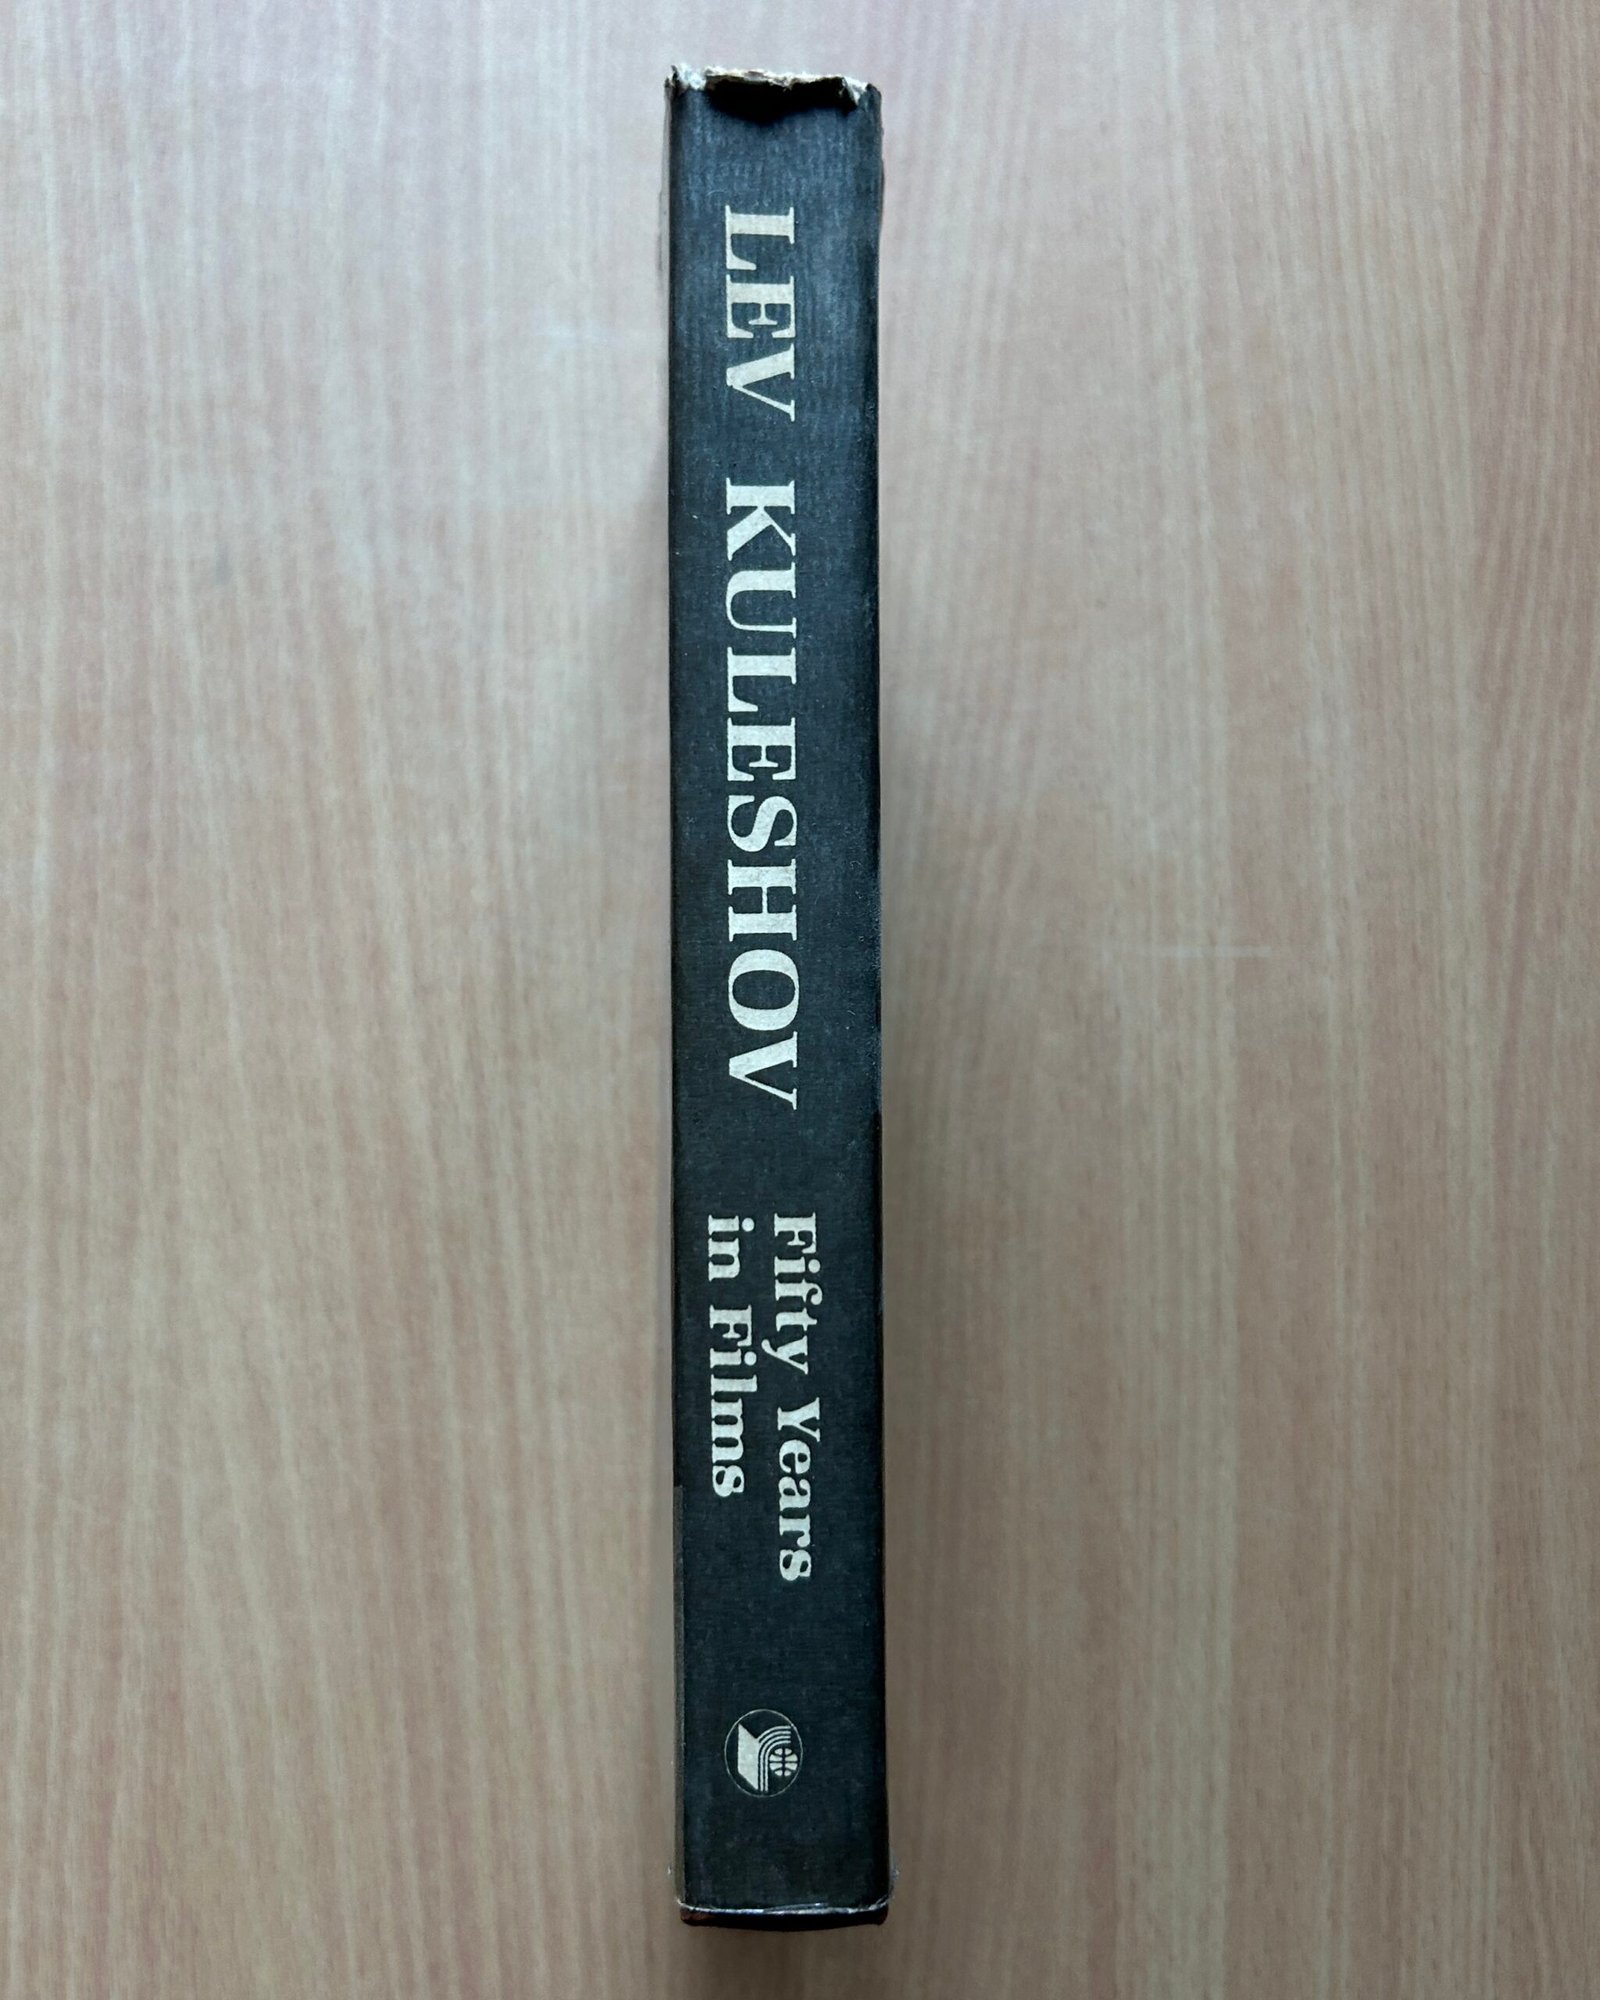 LEV KULESHOV
Fifty Years
in Films